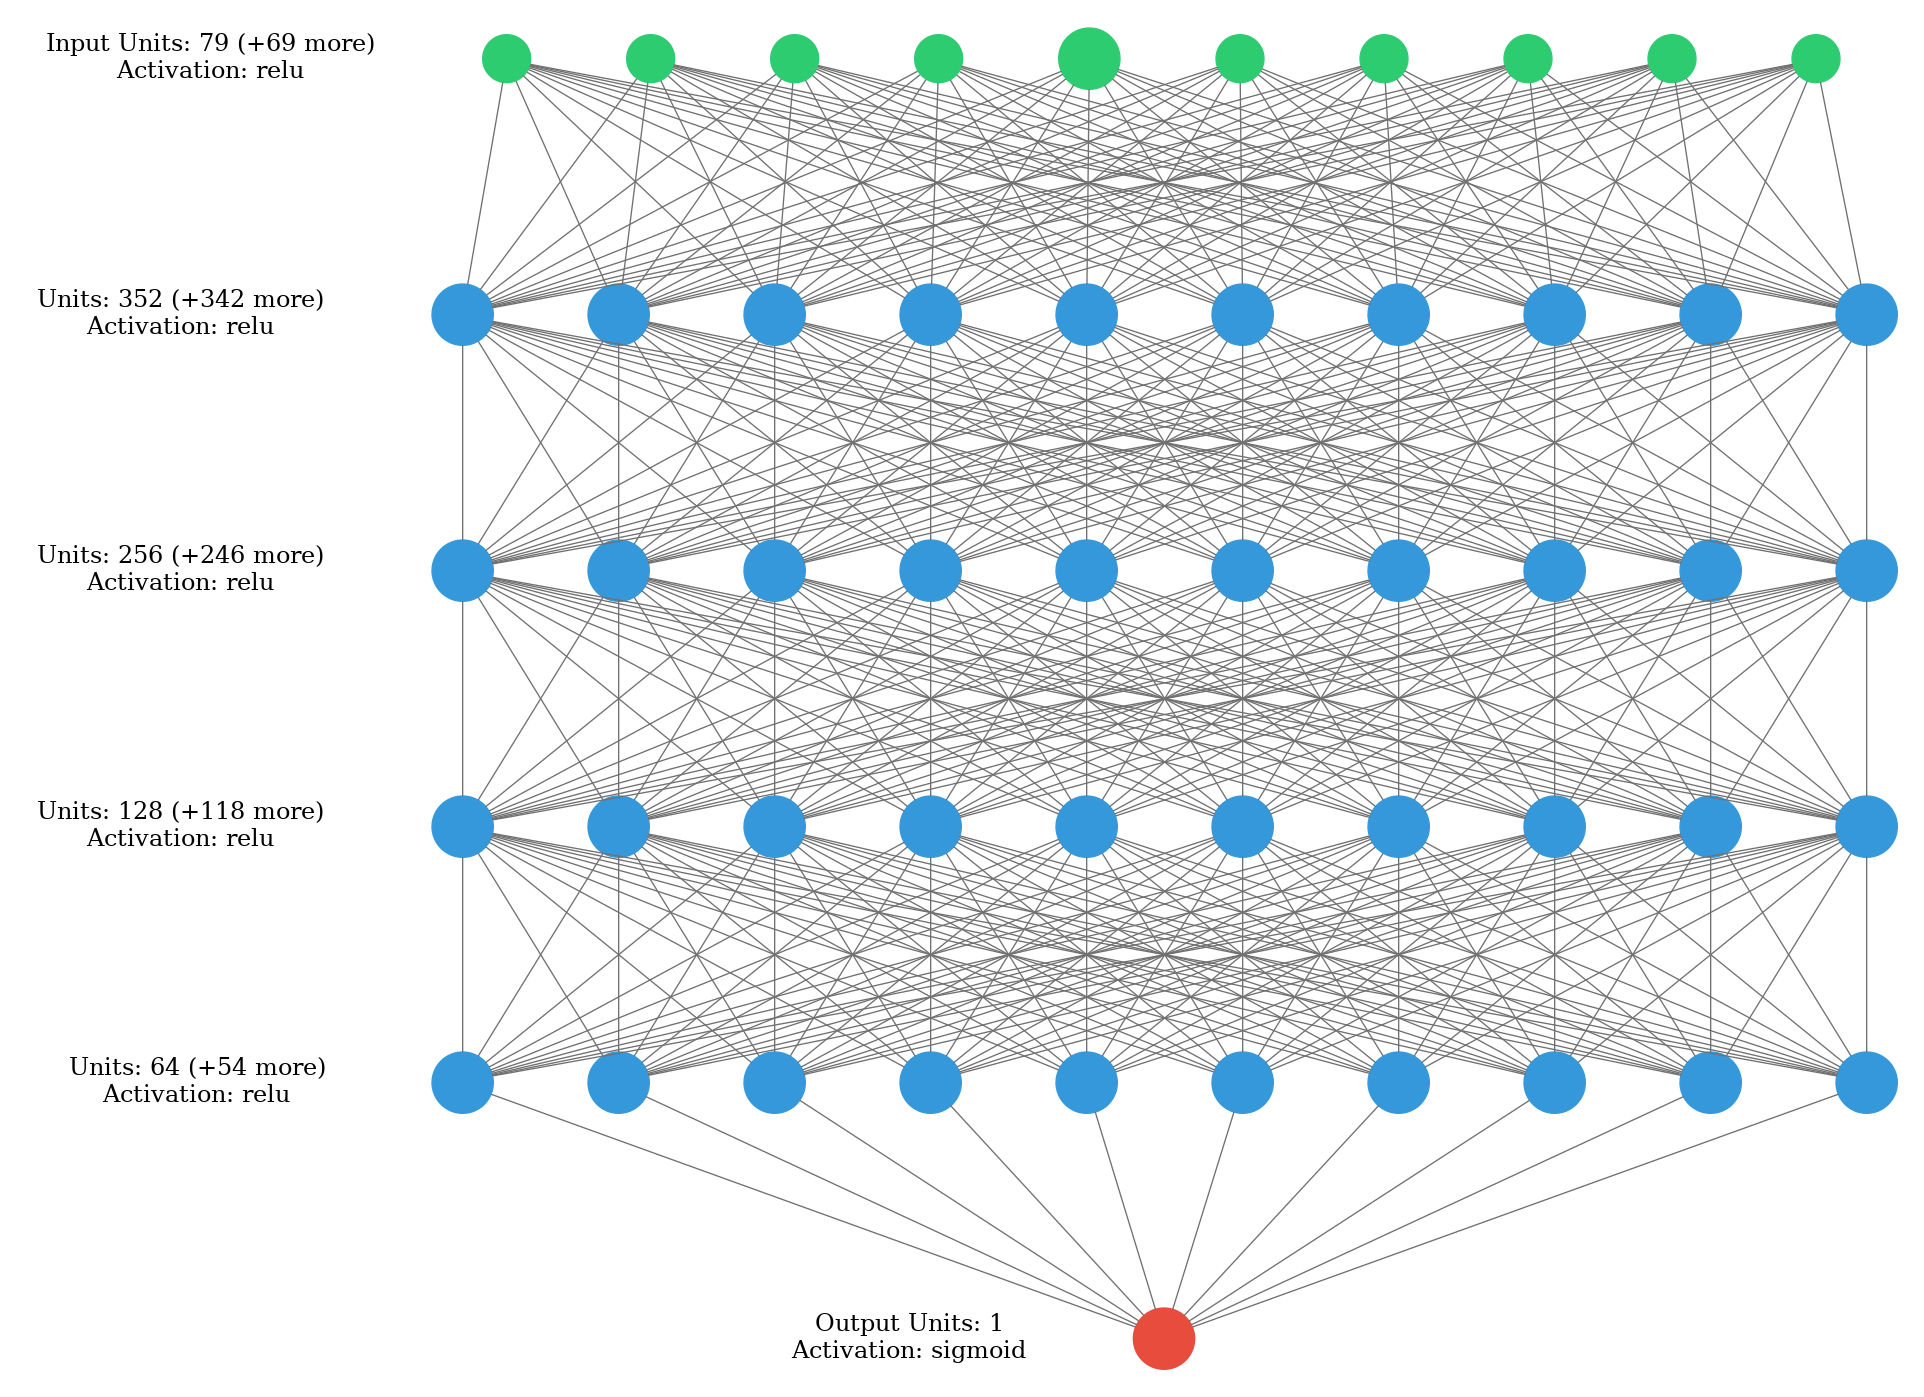 Input Units: 79 (+69 more)
Activation: relu
Units: 352 (+342 more)
Activation: relu
Units: 256 (+246 more)
Activation: relu
Units: 128 (+118 more)
Activation: relu
Units: 64 (+54 more)
Activation: relu
Output Units: 1
Activation: sigmoid